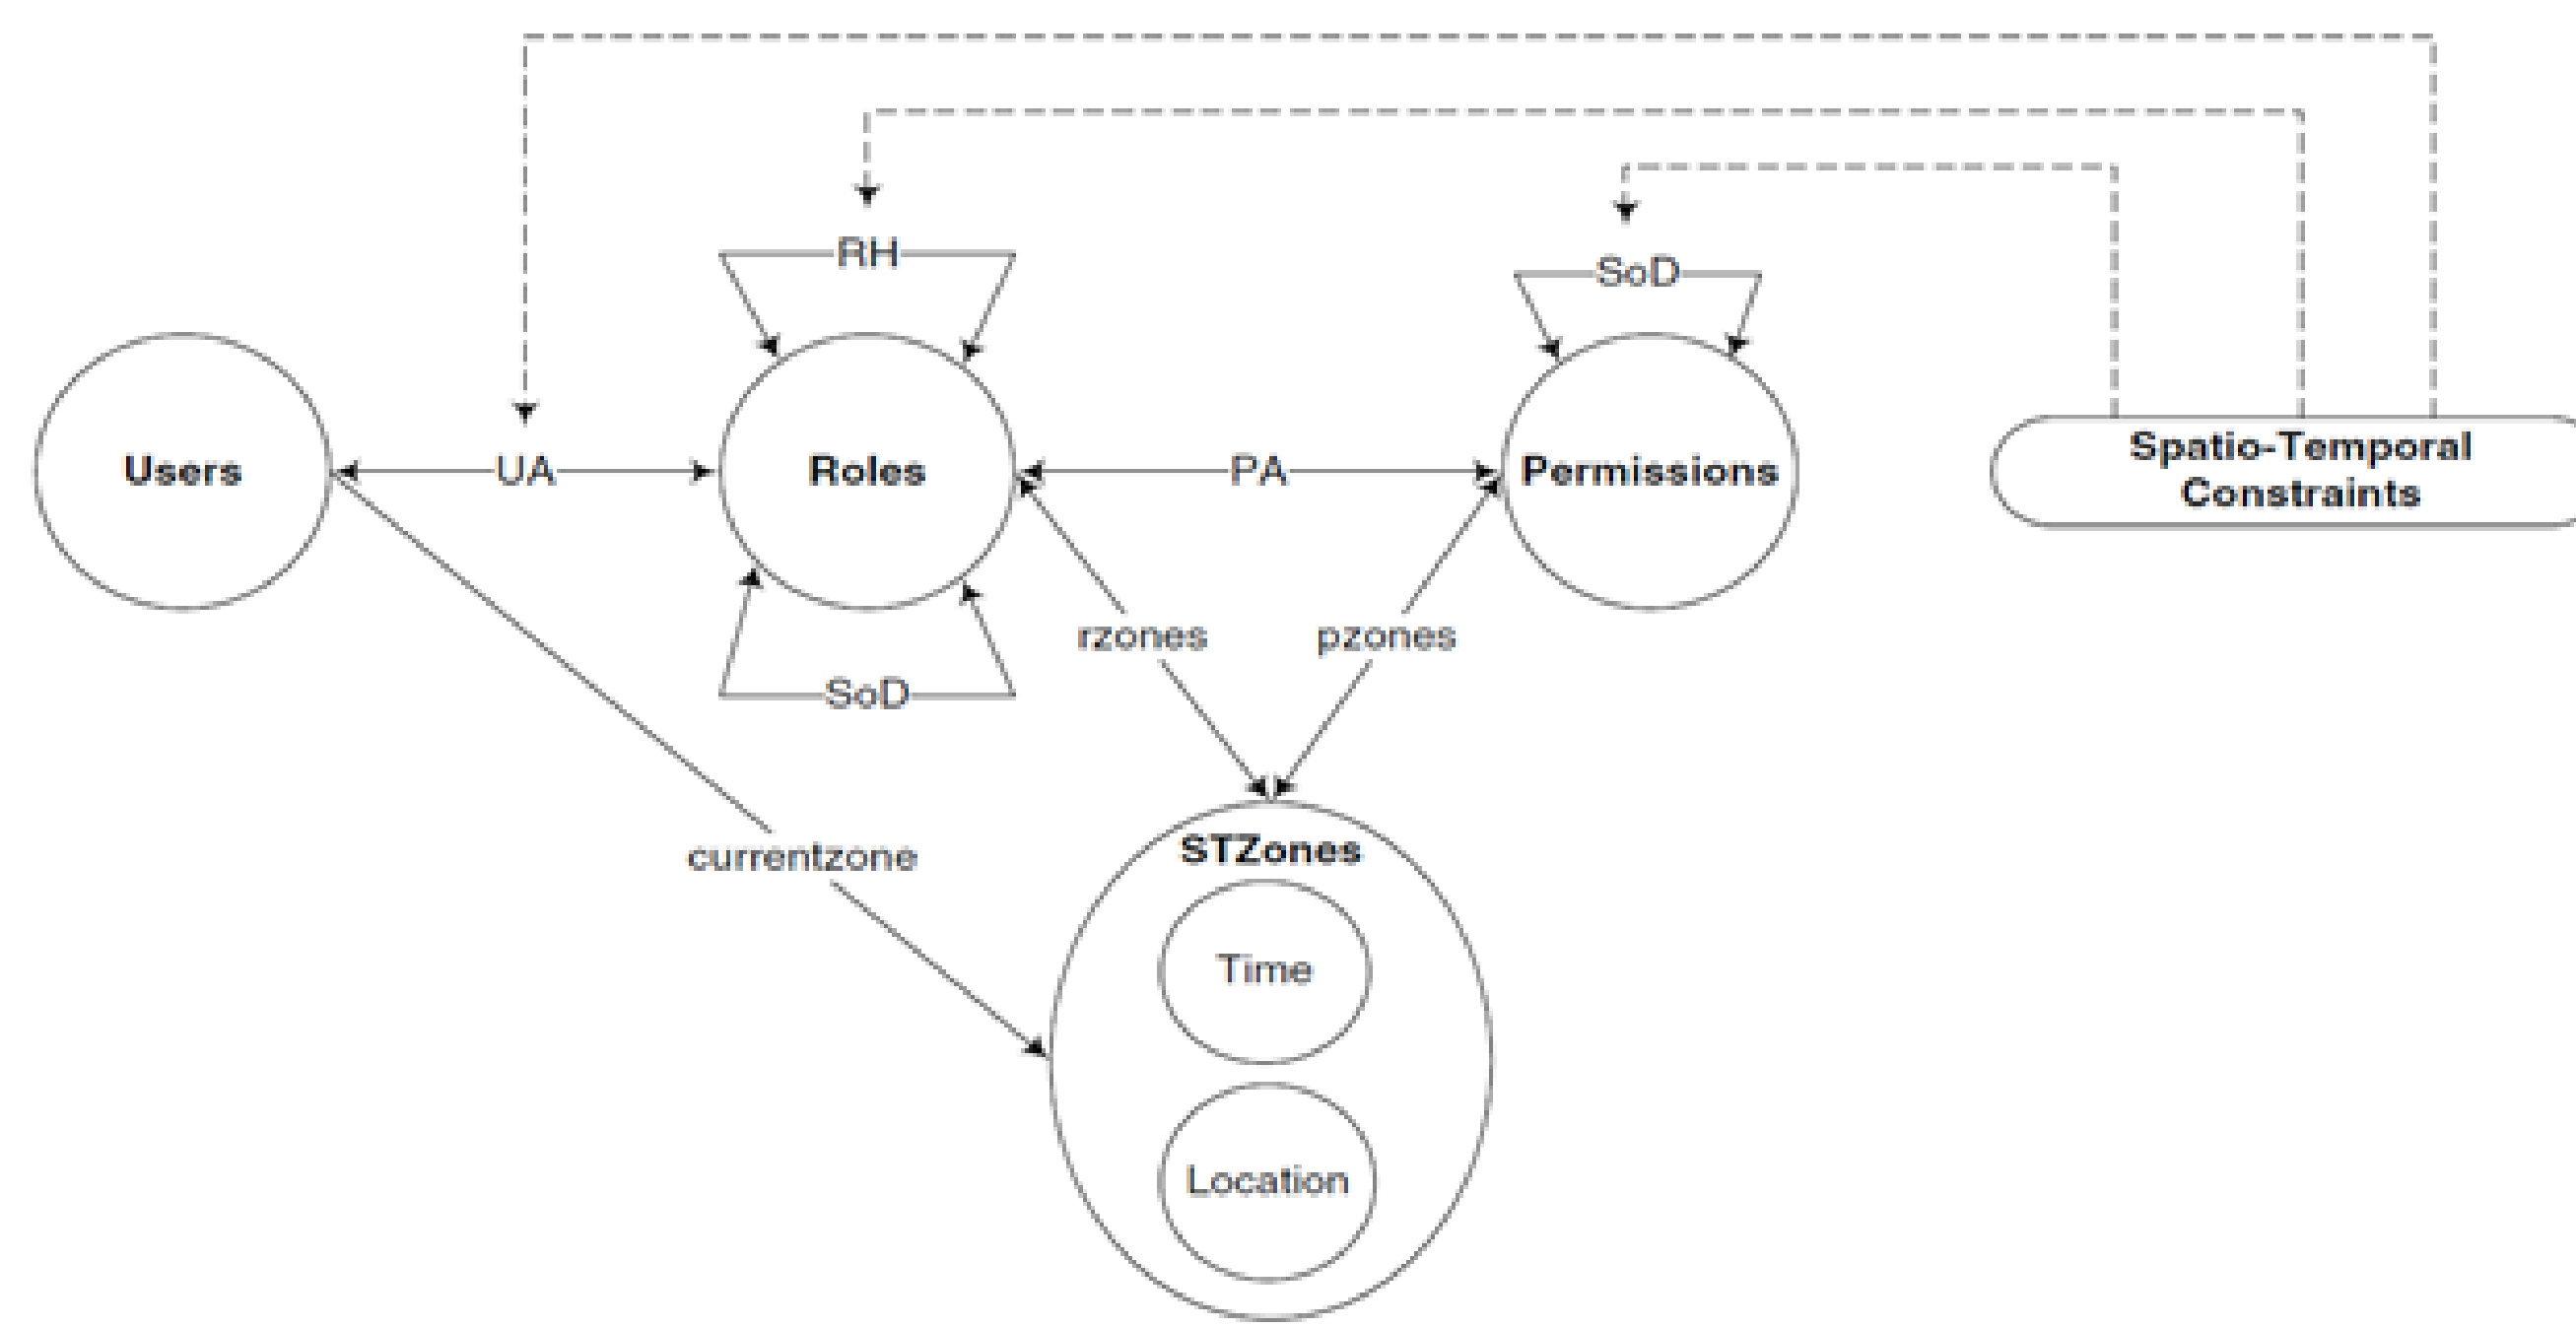 RH
SoD
Spatio-Temporal
Constraints
Users
UA
Roles
PA
Permissions
rzones
pzones
SoD
STZones
currentzone
Time
Location